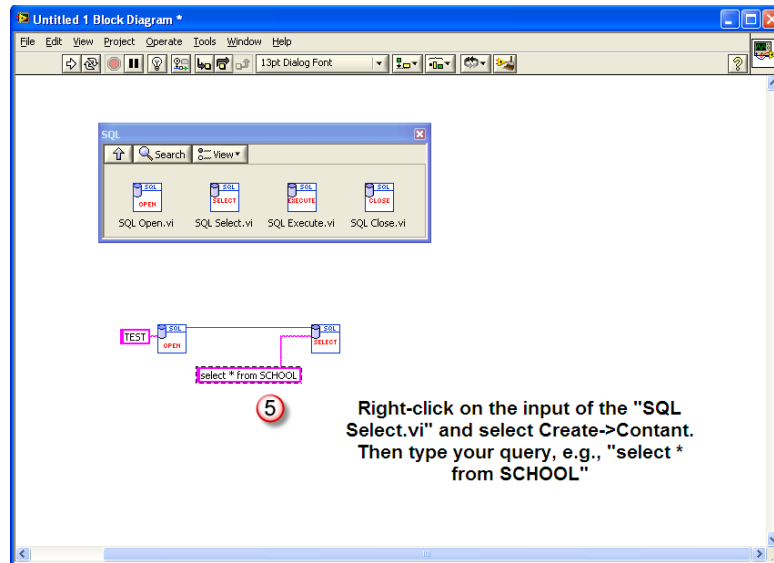 Untitled 1 Block Diagram *
File Edit View Project Operate Tools Window Help
13pt Dialog Font
?
SQL
Search View
SQL SQL SQL SQL
OPEN SELECT EXECUTE CLOSE
SQL Open.vi SQL Select.vi SQL Execute.vi SQL Close.vi
TEST
SQL
OPEN
SQL
SELECT
select * from SCHOOL
5
Right-click on the input of the "SQL
Select.vi" and select Create->Contant.
Then type your query, e.g., "select *
from SCHOOL"